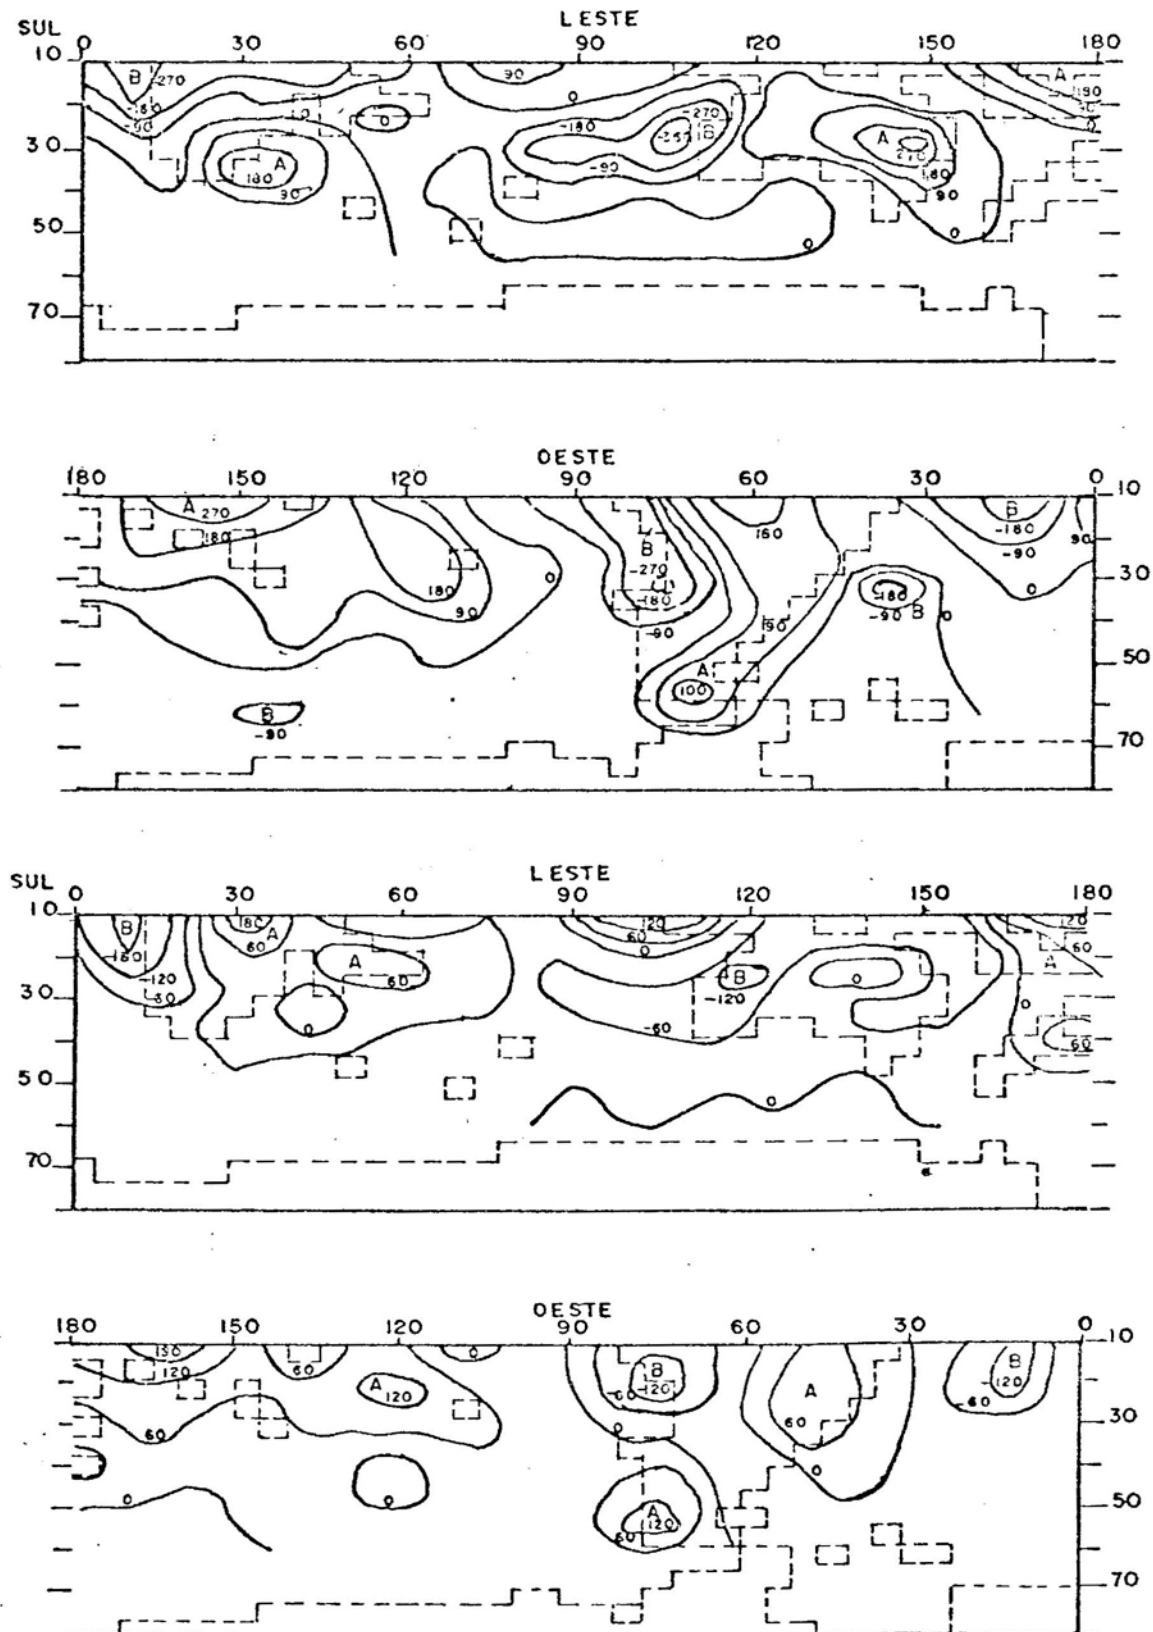 LESTE
SUL
0 30 60 90 120 150 180
10
B 270 90 A
-180 0 -270 180
-90 0 -180 B 0
30 A -90 A 270
180 180
90 90
50 0 0
70
OESTE
180 150 120 90 60 30 0
10
A 270 B
180 160 -180
B -90 90
-270
180 0 -180 0 30
90 -180 -90 B 0
-90 90
A 50
100
B
-90 70
LESTE
SUL
0 30 60 90 120 150 180
10
B 180 A 120 120
60 60 60
0 A
A B 0
-120 60 -120
30 60 0
0 -60 60
50
0
70
OESTE
180 150 120 90 60 30 0
10
0
120 60 B B
A 120 -120 A -120
-60 -60
60 0 60 30
0
0 0 50
A
60 120
70